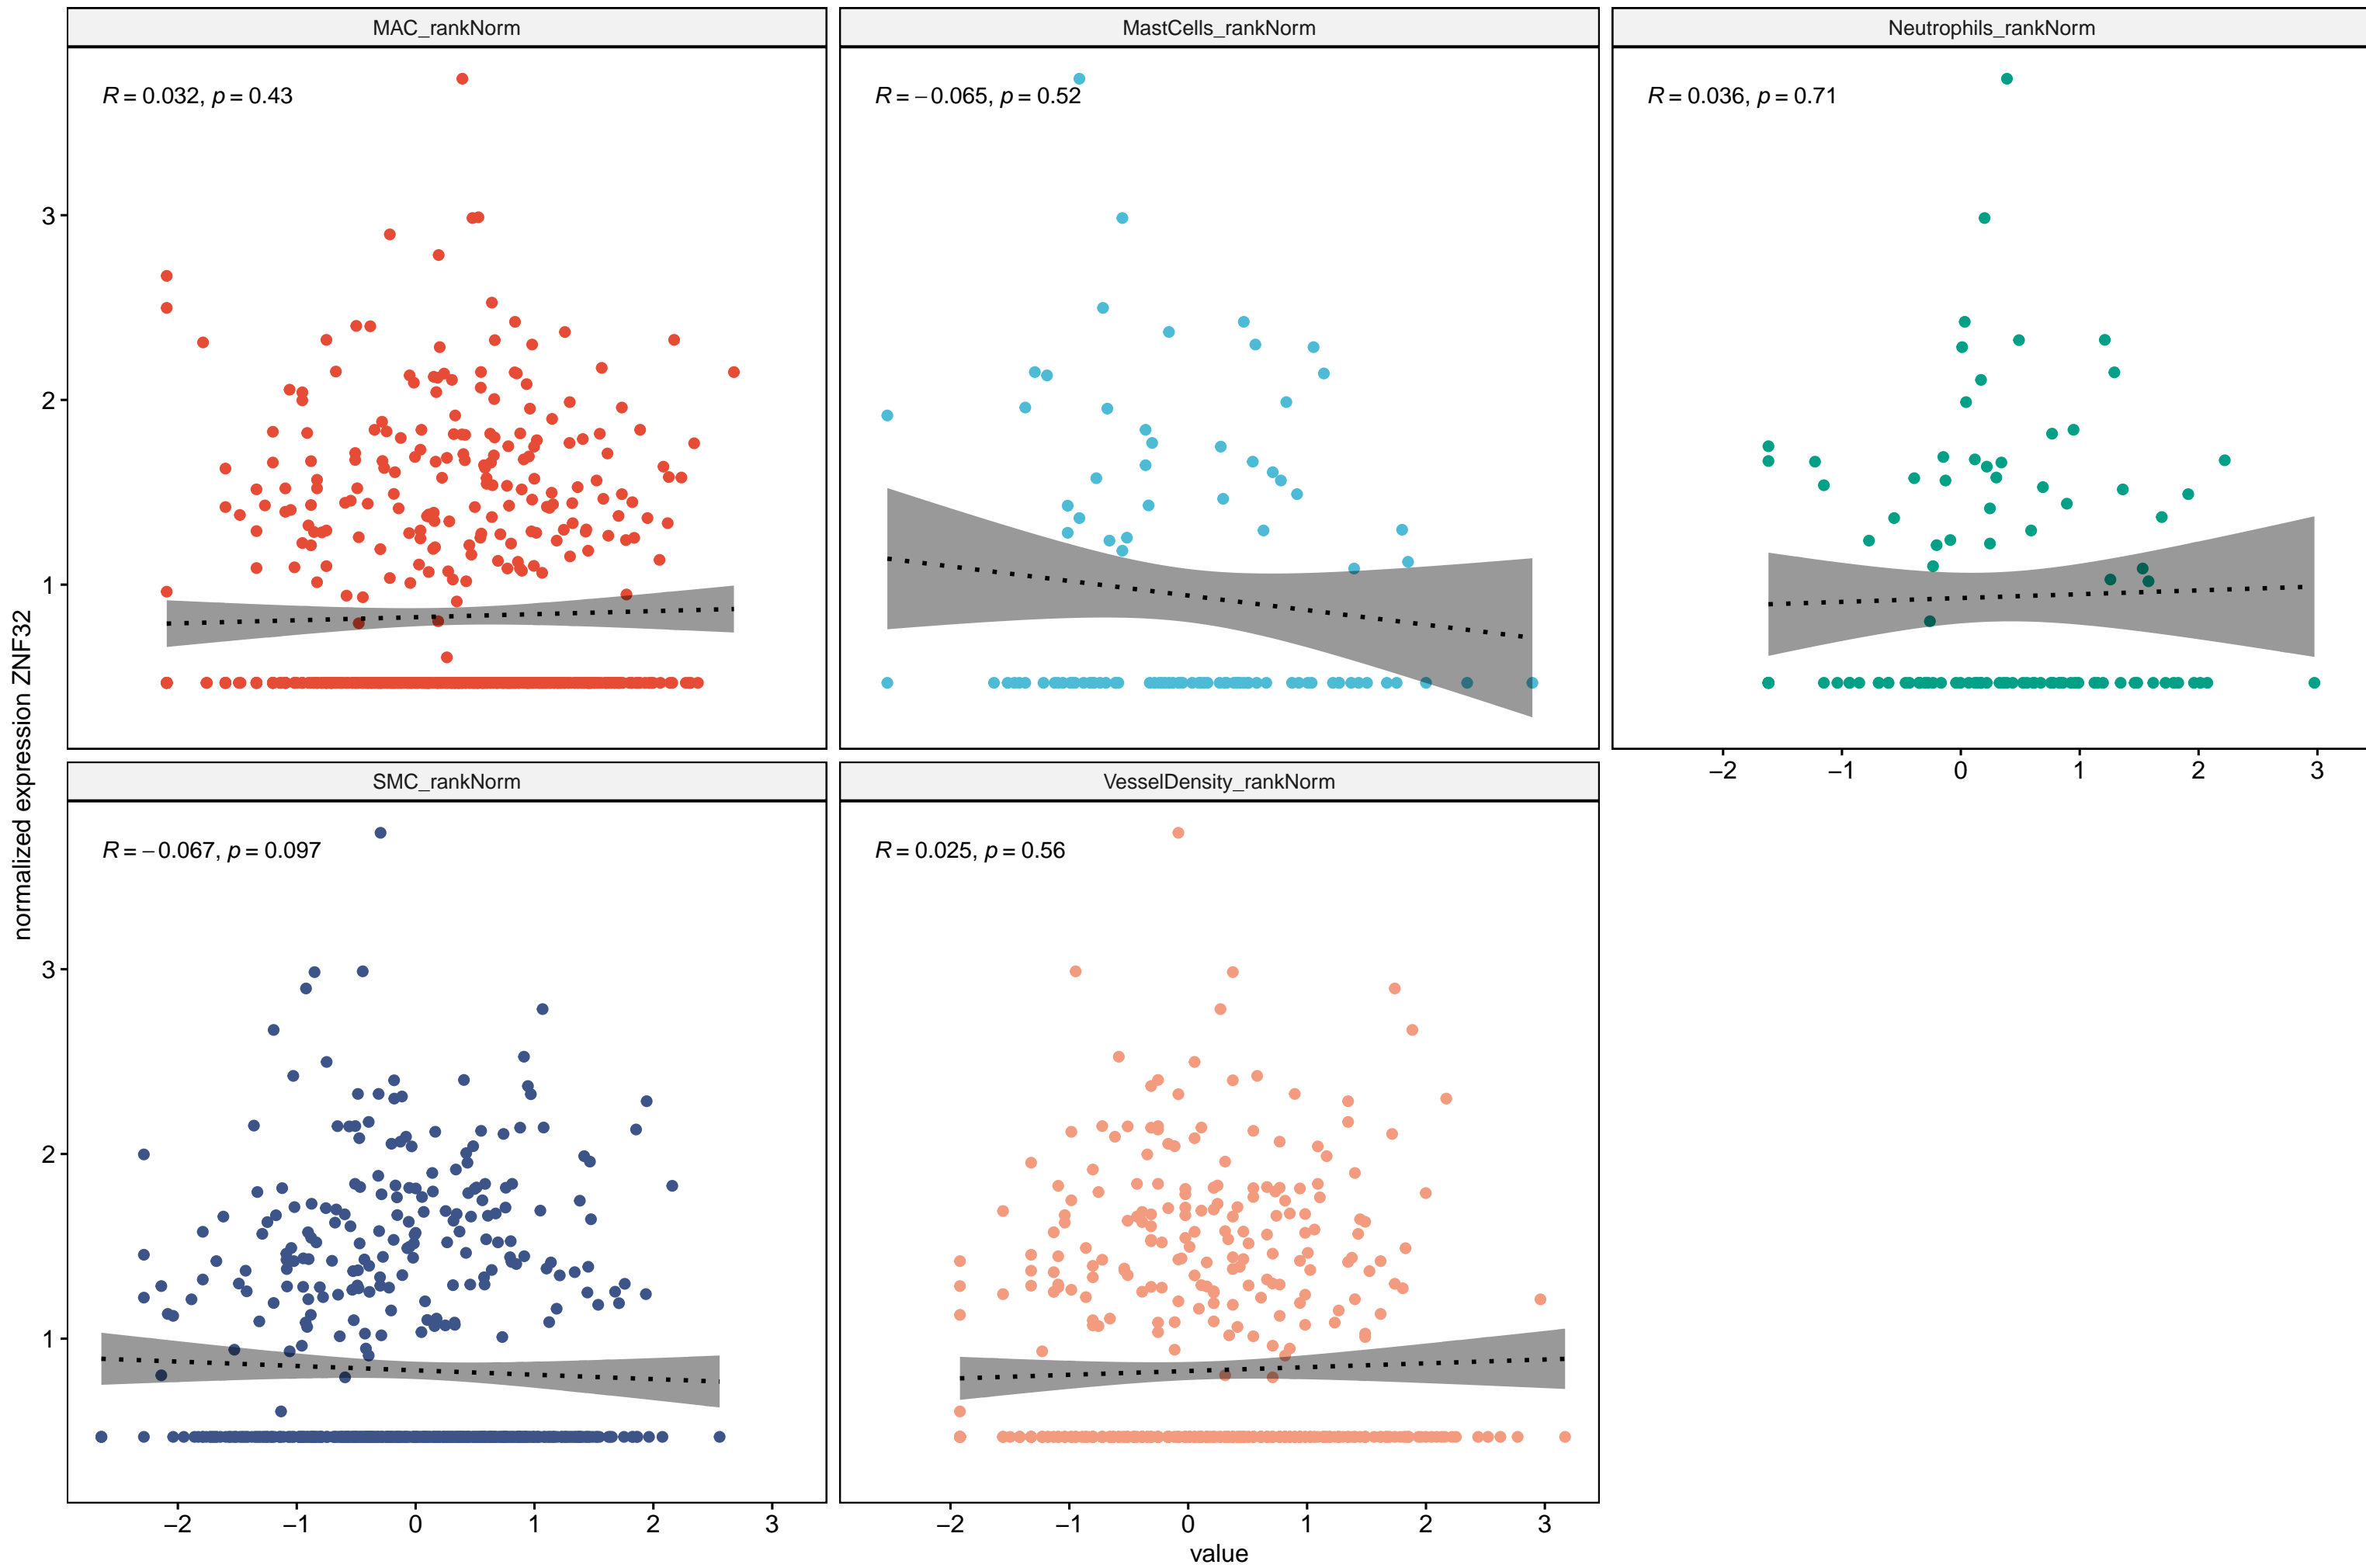 MAC_rankNorm
MastCells_rankNorm
Neutrophils_rankNorm
R = 0.032, p = 0.43
R = −0.065, p = 0.52
R = 0.036, p = 0.71
3
2
1
−2 −1 0 1 2 3
SMC_rankNorm
VesselDensity_rankNorm
R = −0.067, p = 0.097
R = 0.025, p = 0.56
3
2
1
−2 −1 0 1 2 3
−2 −1 0 1 2 3
value
normalized expression ZNF32